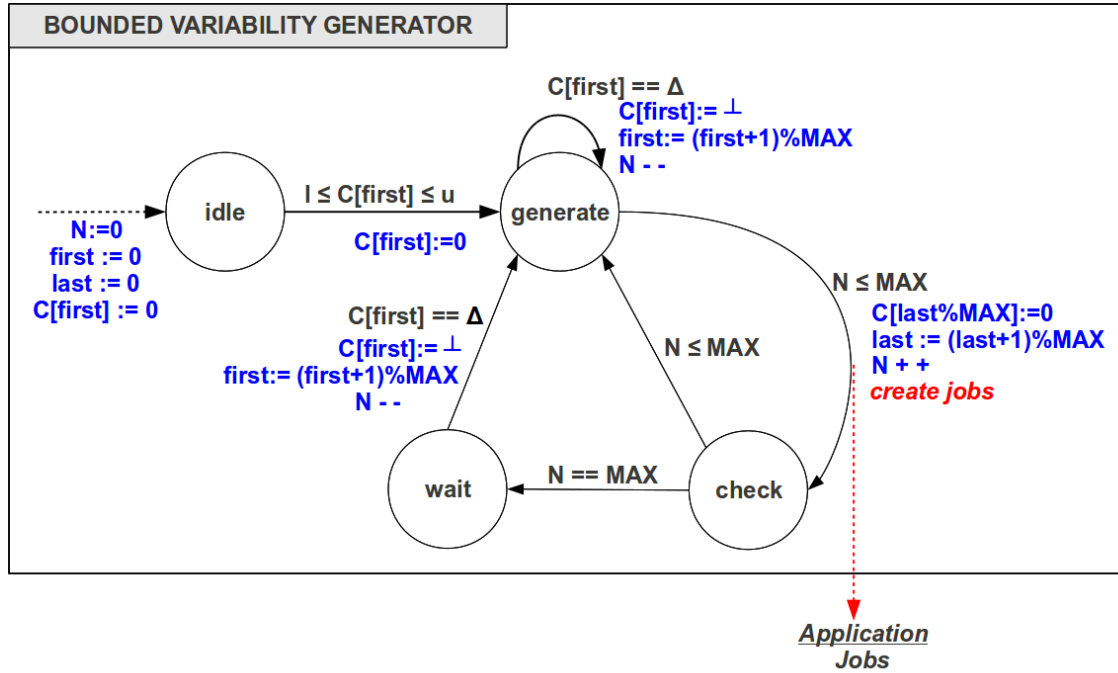 BOUNDED VARIABILITY GENERATOR
C[first] == Δ
C[first]:= ⊥
first:= (first+1)%MAX
N - -
idle
l ≤ C[first] ≤ u
C[first]:=0
generate
N:=0
first := 0
last := 0
C[first] := 0
N ≤ MAX
C[last%MAX]:=0
last := (last+1)%MAX
N + +
create jobs
C[first] == Δ
C[first]:= ⊥
first:= (first+1)%MAX
N - -
N ≤ MAX
wait
N == MAX
check
Application
Jobs